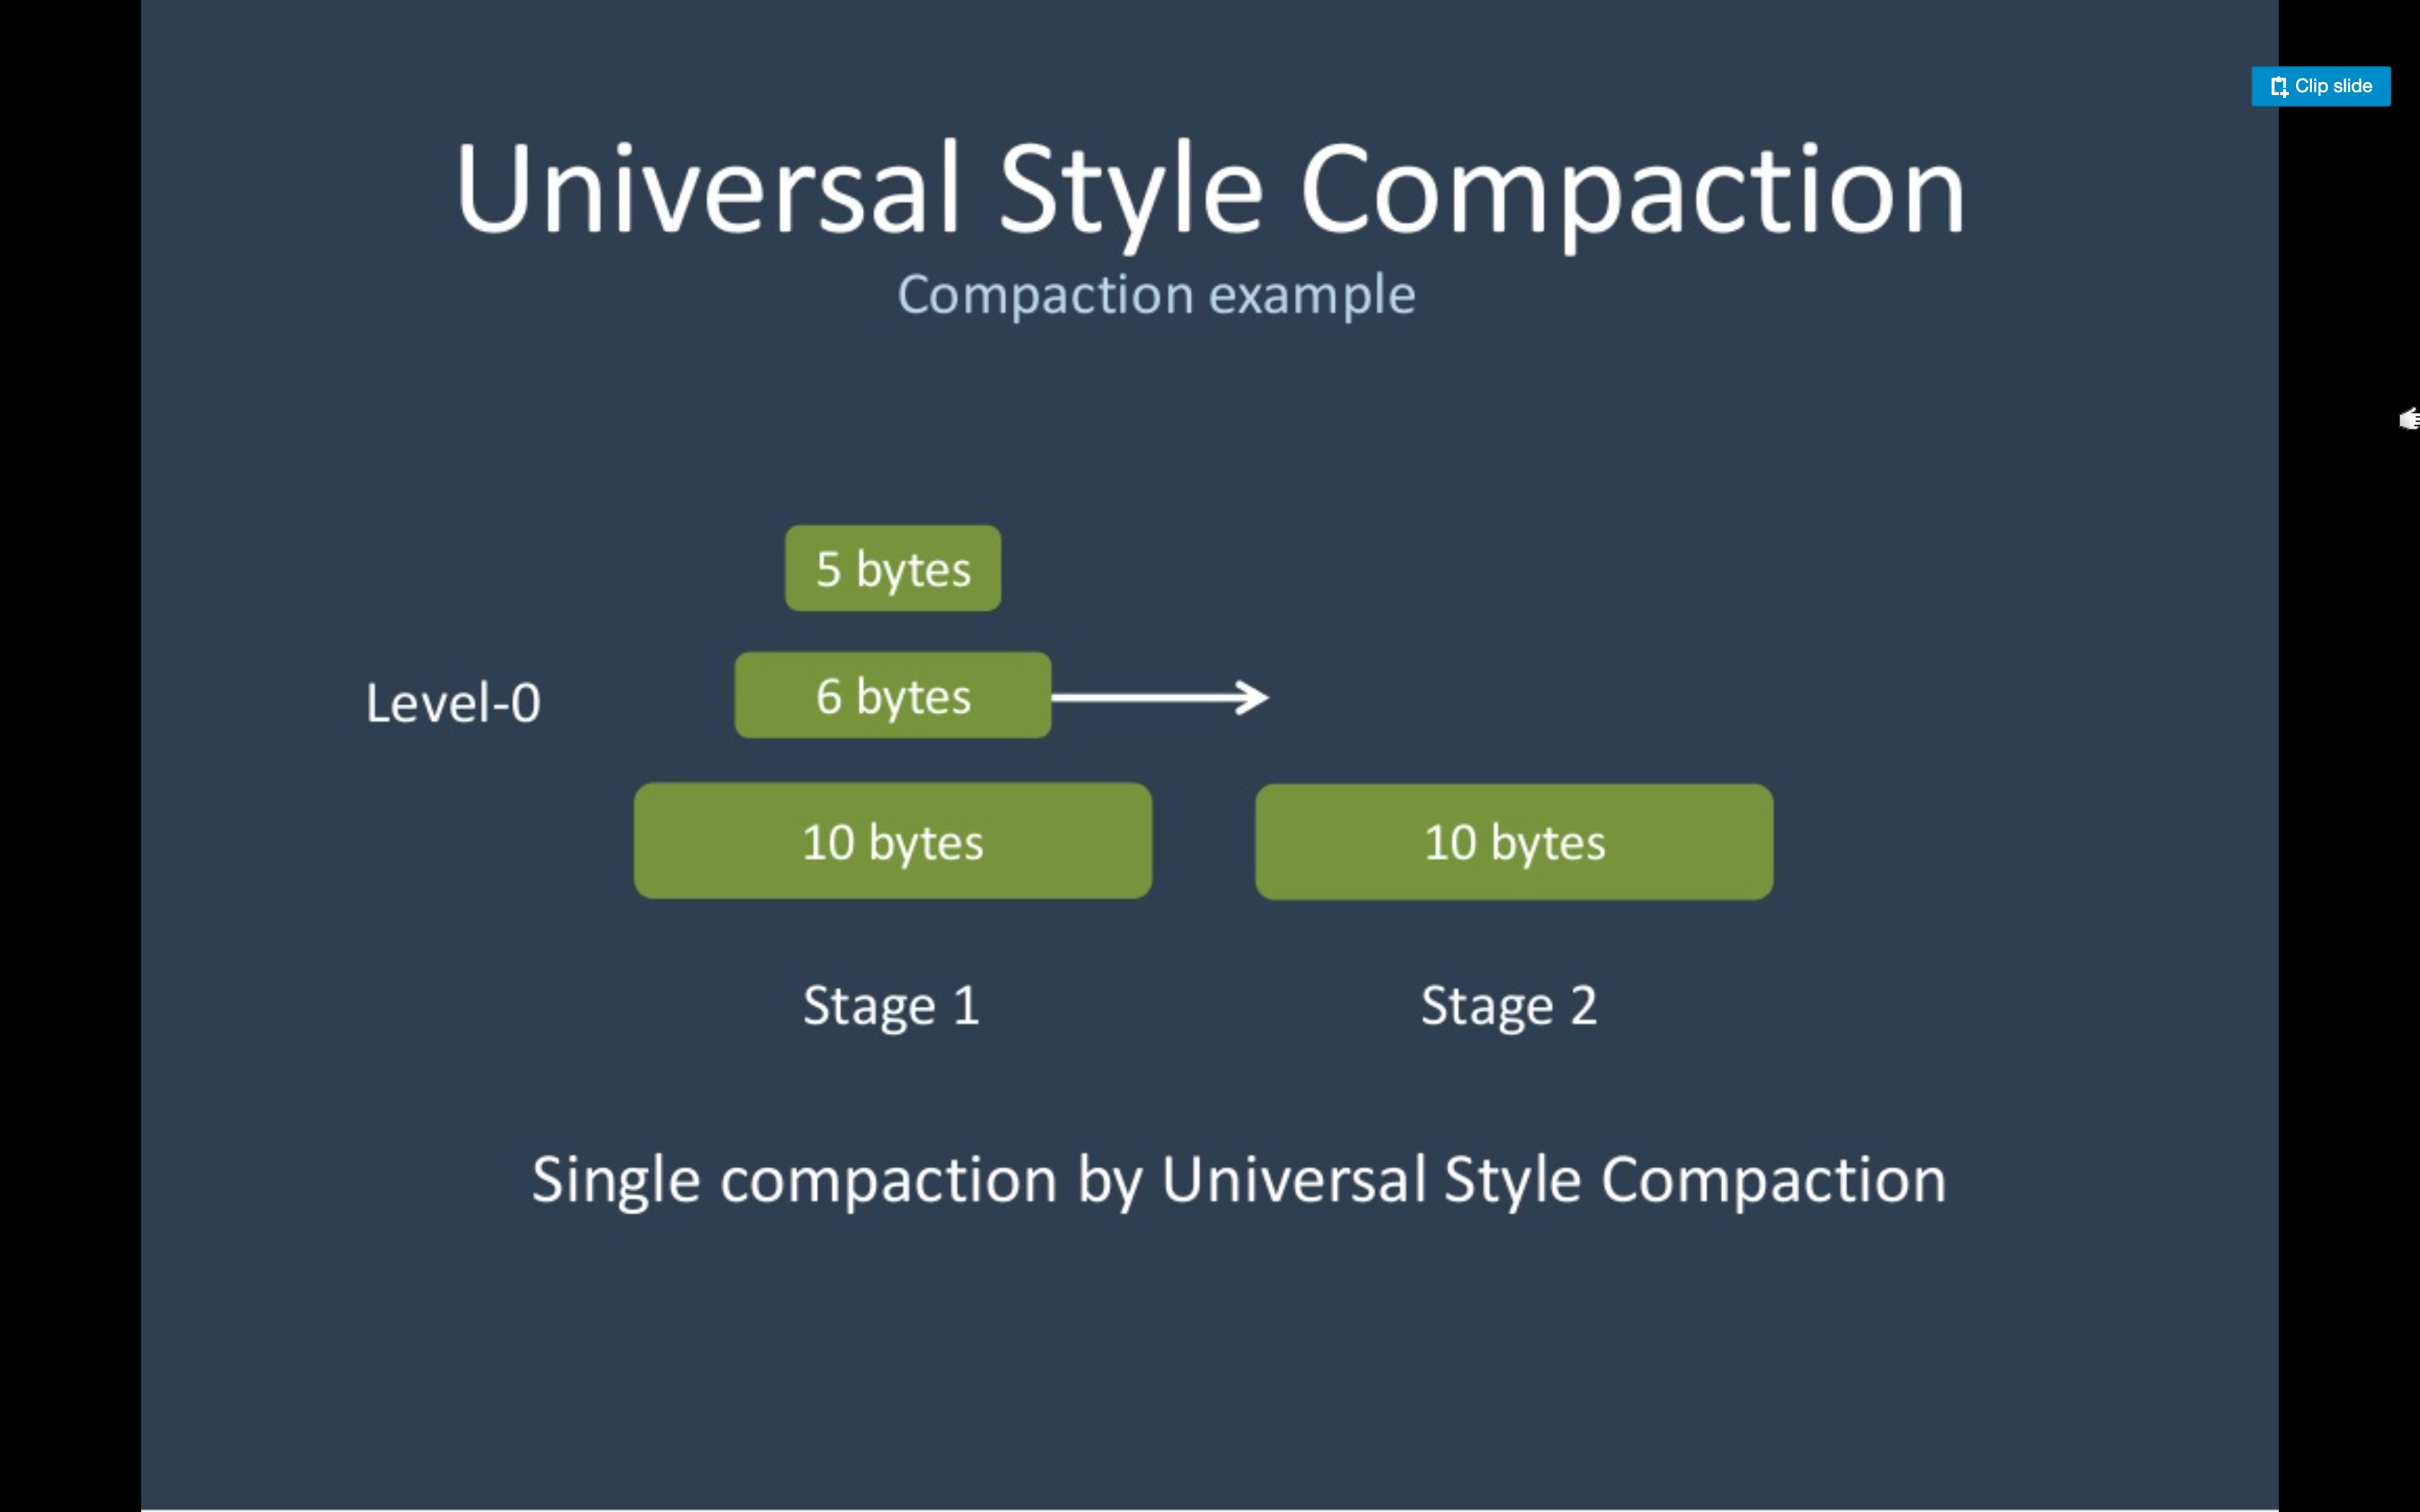 Clip slide
Universal Style Compaction
Compaction example
5 bytes
Level-0
6 bytes
10 bytes
10 bytes
Stage 1
Stage 2
Single compaction by Universal Style Compaction